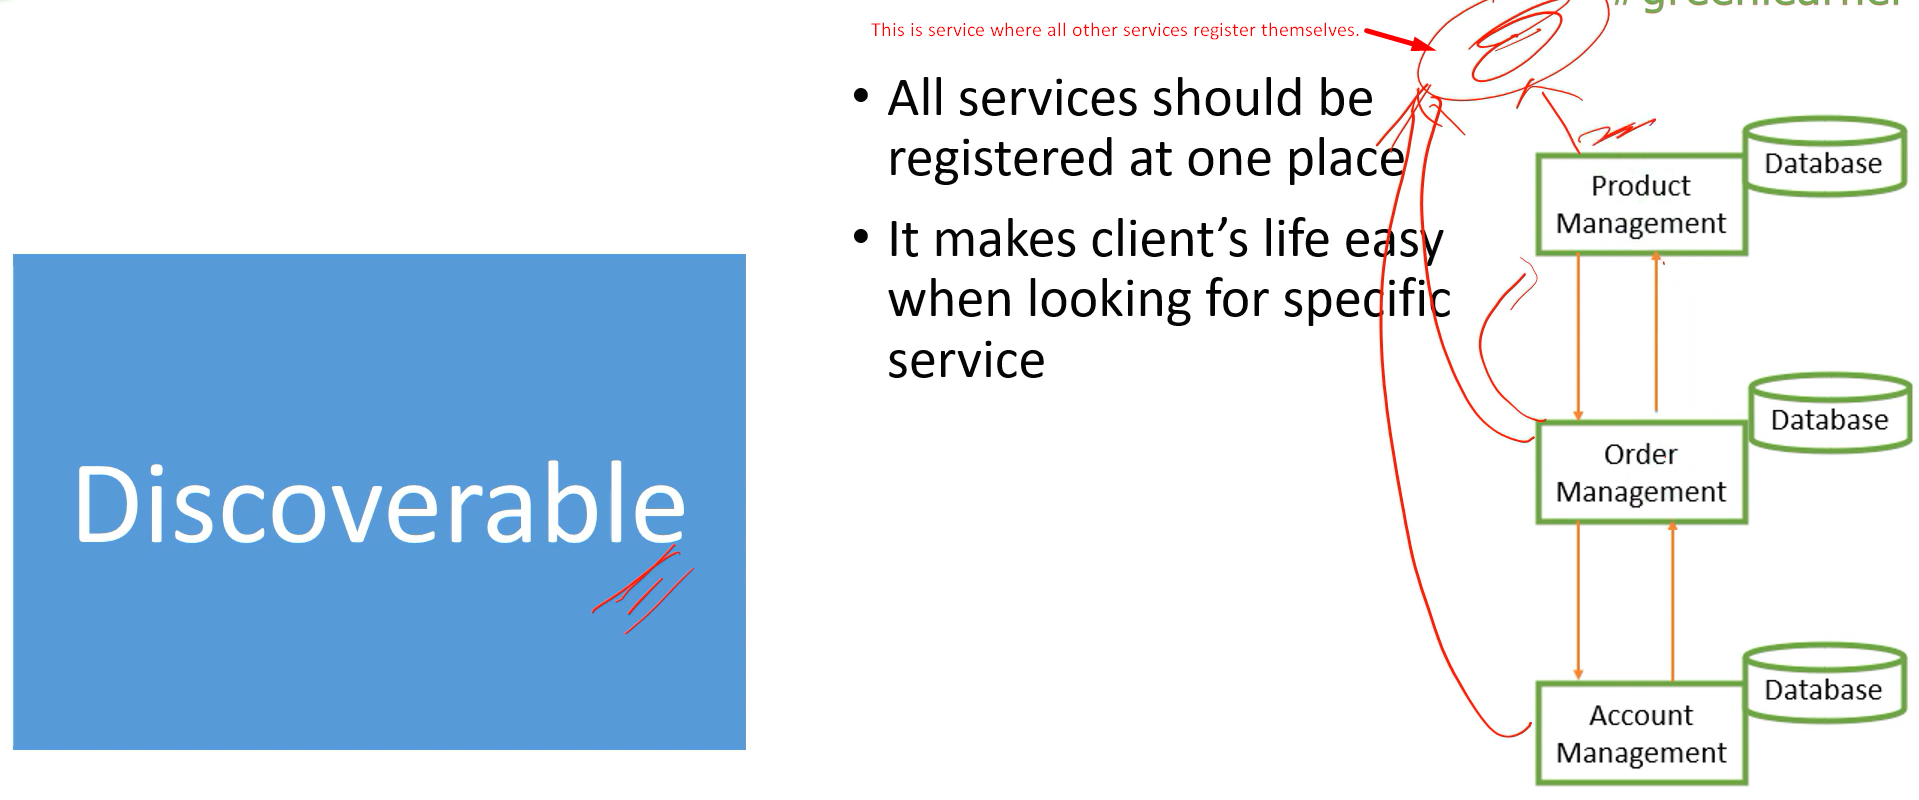 This is service where all other services register themselves.
• All services should be
registered at one place
• It makes client’s life easy
when looking for specific
service
Discoverable
Product
Management
Database
Order
Management
Database
Account
Management
Database